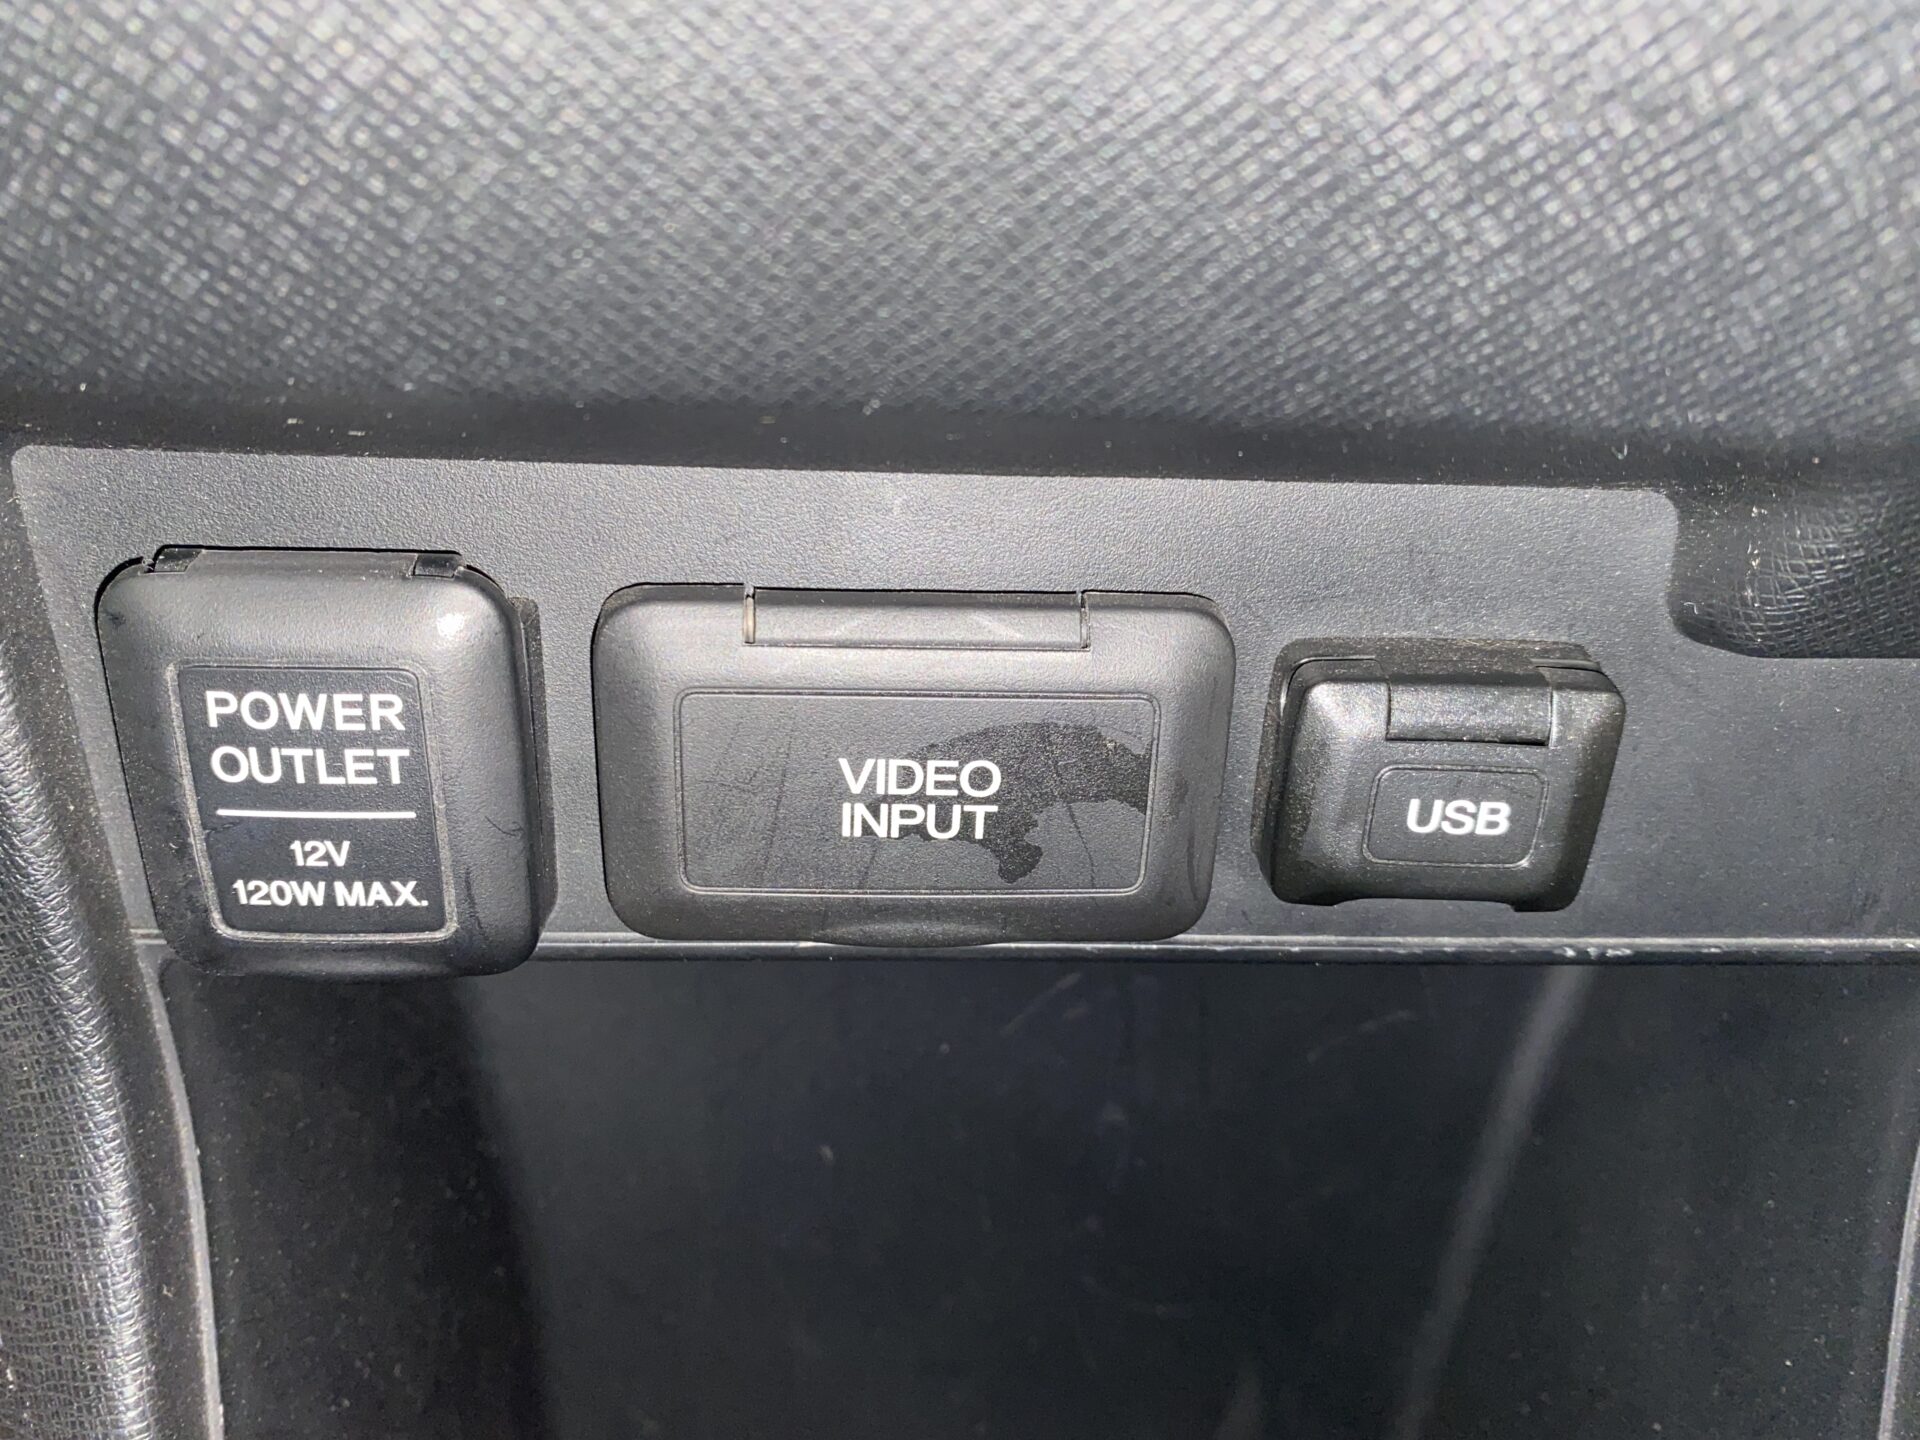 POWER
OUTLET
12V
120W MAX.
VIDEO
INPUT
USB